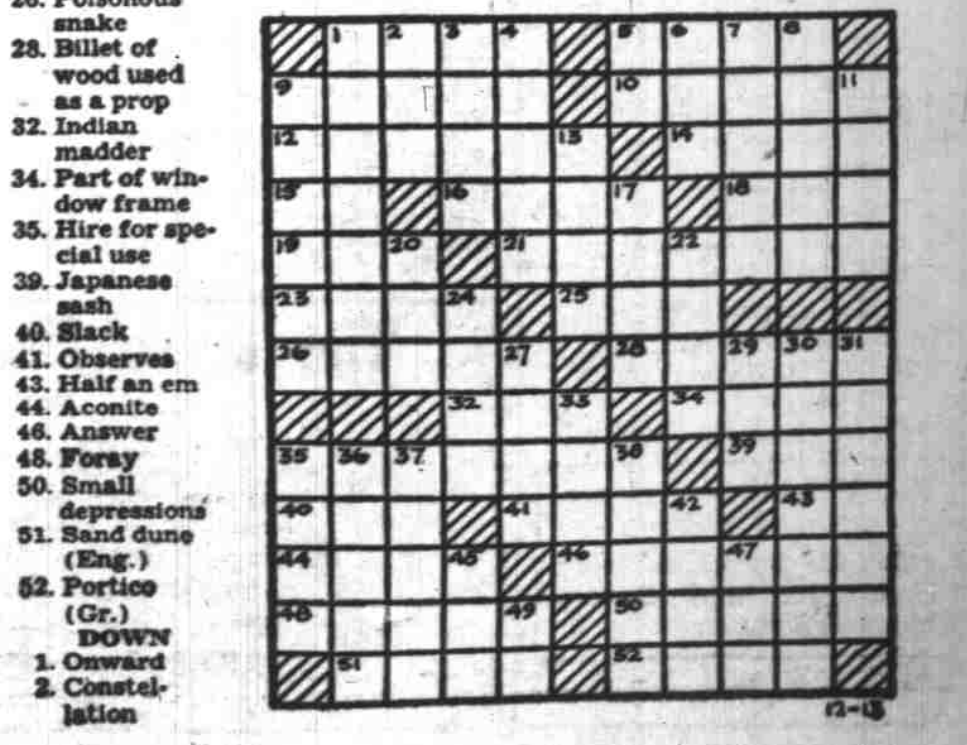 26. Poisonous
snake
28. Billet of
wood used
as a prop
32. Indian
madder
34. Part of win-
dow frame
35. Hire for spe-
cial use
39. Japanese
sash
40. Slack
41. Observes
43. Half an em
44. Aconite
46. Answer
48. Foray
50. Small
depressions
51. Sand dune
(Eng.)
52. Portico
(Gr.)
DOWN
1. Onward
2. Constel-
lation
1 2 3 4 5 6 7 8
9 10 11
12 13 14
15 16 17 18
19 20 21 22
23 24 25
26 27 28 29 30 31
32 33 34
35 36 37 38 39
40 41 42 43
44 45 46 47
48 49 50
51 52
12-13